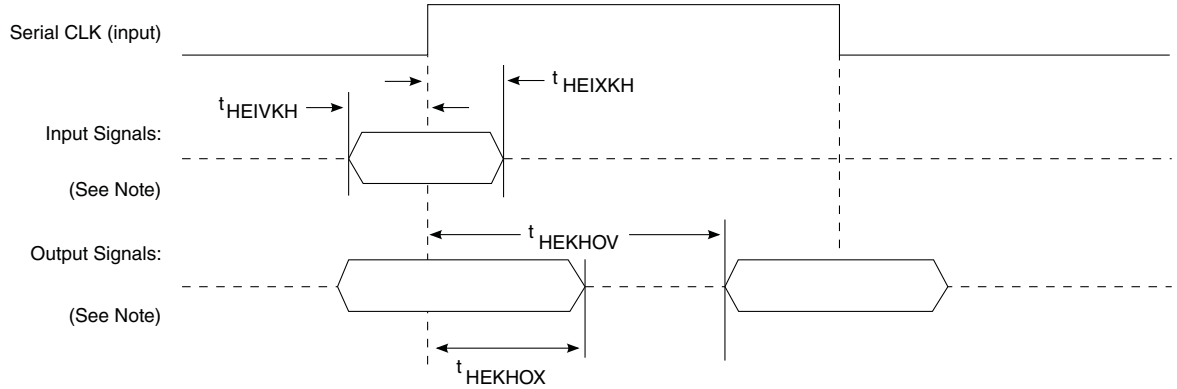 Serial CLK (input)
tHEIXKH
tHEIVKH
Input Signals:
(See Note)
tHEKHOV
Output Signals:
(See Note)
tHEKHOX